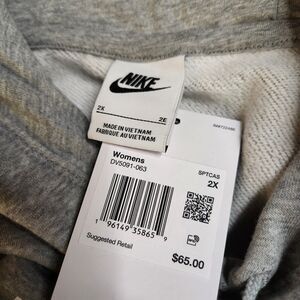 NIKE
2X 2E
MADE IN VIETNAM
FABRIQUÉ AU VIETNAM
Womens
DV5091-063
SPTCAS
2X
1 96149 35865 9
Suggested Retail
$65.00